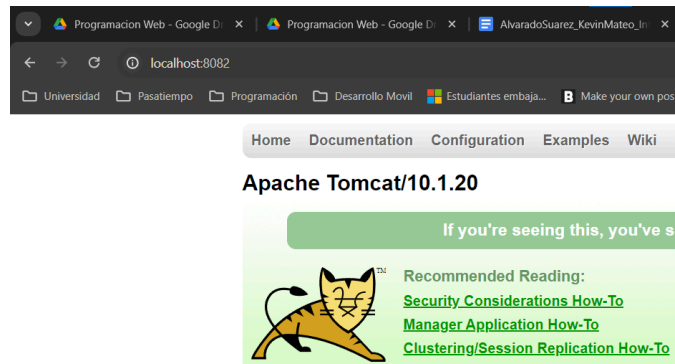 Programacion Web - Google Dr
Programacion Web - Google Dr
AlvaradoSuarez_KevinMateo_In
localhost:8082
Universidad Pasatiempo Programación Desarrollo Movil Estudiantes embaja... Make your own pos
Home Documentation Configuration Examples Wiki
Apache Tomcat/10.1.20
If you're seeing this, you've s
TM
Recommended Reading:
Security Considerations How-To
Manager Application How-To
Clustering/Session Replication How-To